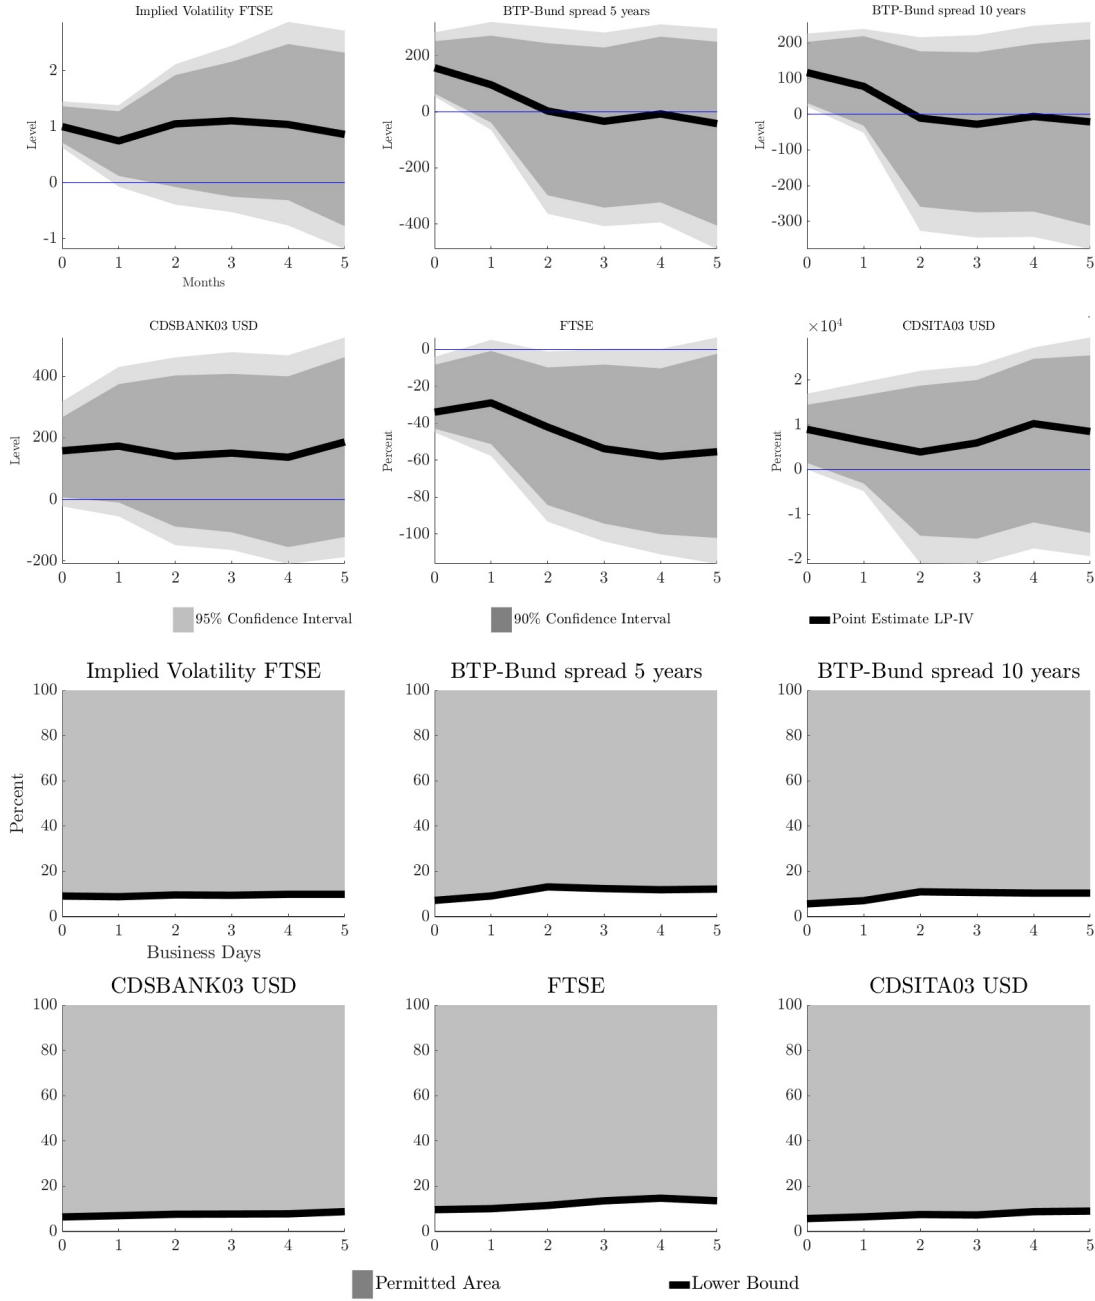 Implied Volatility FTSE
BTP-Bund spread 5 years
BTP-Bund spread 10 years
Level
2
1
0
-1
0 1 2 3 4 5
Months
Level
200
0
-200
-400
0 1 2 3 4 5
Level
200
100
0
-100
-200
-300
0 1 2 3 4 5
CDSBANK03 USD
FTSE
CDSITA03 USD
Level
400
200
0
-200
0 1 2 3 4 5
Percent
0
-20
-40
-60
-80
-100
0 1 2 3 4 5
×10⁴
Percent
2
1
0
-1
-2
0 1 2 3 4 5
95% Confidence Interval
90% Confidence Interval
Point Estimate LP-IV
Implied Volatility FTSE
BTP-Bund spread 5 years
BTP-Bund spread 10 years
Percent
100
80
60
40
20
0
0 1 2 3 4 5
Business Days
100
80
60
40
20
0
0 1 2 3 4 5
100
80
60
40
20
0
0 1 2 3 4 5
CDSBANK03 USD
FTSE
CDSITA03 USD
100
80
60
40
20
0
0 1 2 3 4 5
100
80
60
40
20
0
0 1 2 3 4 5
100
80
60
40
20
0
0 1 2 3 4 5
Permitted Area
Lower Bound